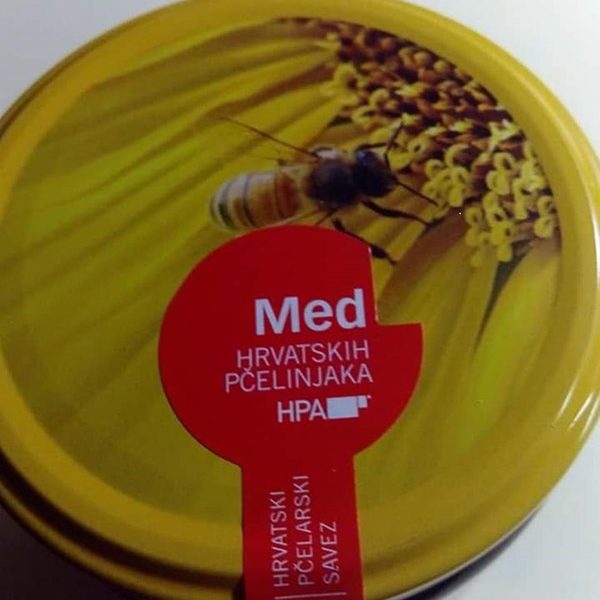 Med
HRVATSKIH
PČELINJAKA
HPA
HRVATSKI
PČELARSKI
SAVEZ